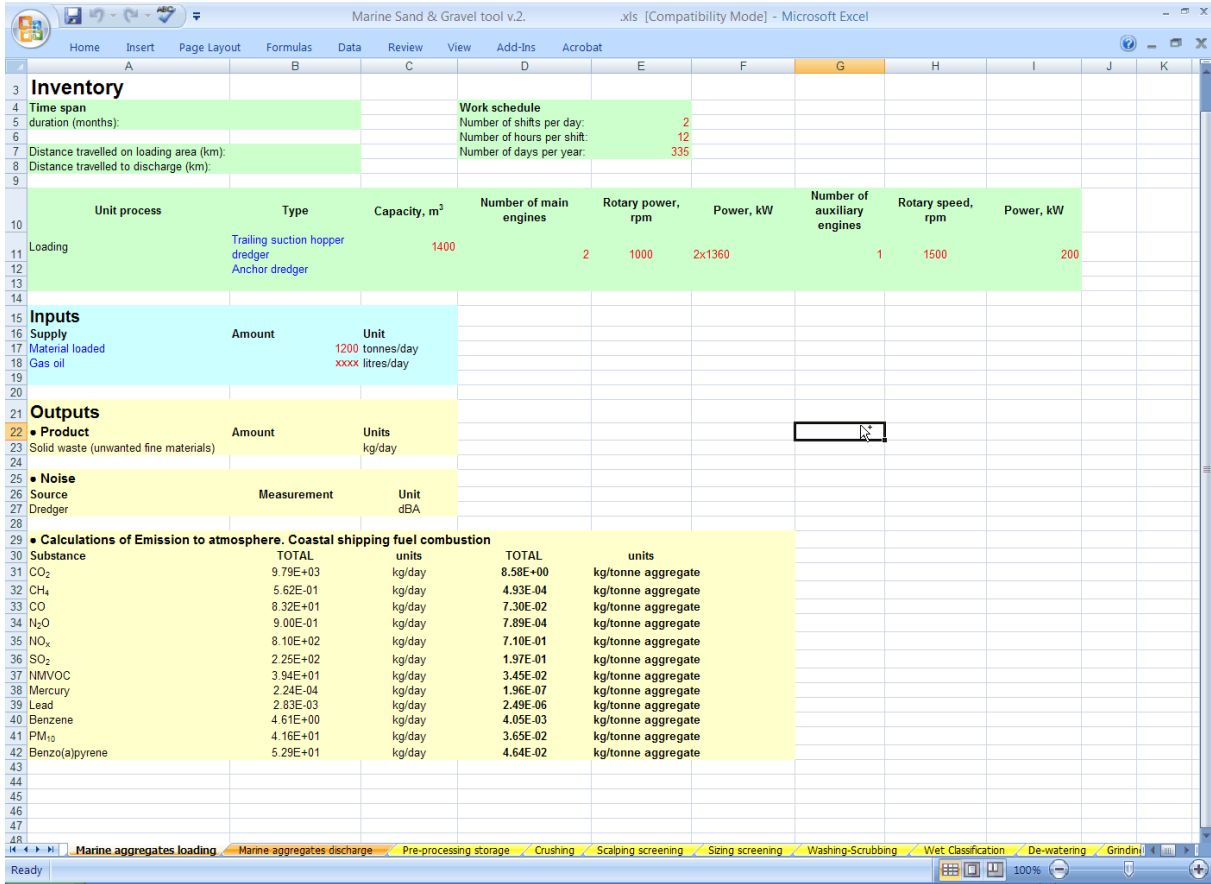 Marine Sand & Gravel tool v.2. .xls [Compatibility Mode] - Microsoft Excel
Home Insert Page Layout Formulas Data Review View Add-Ins Acrobat
A B C D E F G H I J K
3 Inventory
4 Time span Work schedule
5 duration (months): Number of shifts per day: 2
6 Number of hours per shift: 12
7 Distance travelled on loading area (km): Number of days per year: 335
8 Distance travelled to discharge (km):
9
10 Unit process Type Capacity, m³ Number of main engines Rotary power, rpm Power, kW Number of auxiliary engines Rotary speed, rpm Power, kW
11 Loading Trailing suction hopper dredger 1400 2 1000 2x1360 1 1500 200
12 Anchor dredger
13
14
15 Inputs
16 Supply Amount Unit
17 Material loaded 1200 tonnes/day
18 Gas oil xxxx litres/day
19
20
21 Outputs
22 ● Product Amount Units
23 Solid waste (unwanted fine materials) kg/day
24
25 ● Noise
26 Source Measurement Unit
27 Dredger dBA
28
29 ● Calculations of Emission to atmosphere. Coastal shipping fuel combustion
30 Substance TOTAL units TOTAL units
31 CO₂ 9.79E+03 kg/day 8.58E+00 kg/tonne aggregate
32 CH₄ 5.62E-01 kg/day 4.93E-04 kg/tonne aggregate
33 CO 8.32E+01 kg/day 7.30E-02 kg/tonne aggregate
34 N₂O 9.00E-01 kg/day 7.89E-04 kg/tonne aggregate
35 NOₓ 8.10E+02 kg/day 7.10E-01 kg/tonne aggregate
36 SO₂ 2.25E+02 kg/day 1.97E-01 kg/tonne aggregate
37 NMVOC 3.94E+01 kg/day 3.45E-02 kg/tonne aggregate
38 Mercury 2.24E-04 kg/day 1.96E-07 kg/tonne aggregate
39 Lead 2.83E-03 kg/day 2.49E-06 kg/tonne aggregate
40 Benzene 4.61E+00 kg/day 4.05E-03 kg/tonne aggregate
41 PM₁₀ 4.16E+01 kg/day 3.65E-02 kg/tonne aggregate
42 Benzo(a)pyrene 5.29E+01 kg/day 4.64E-02 kg/tonne aggregate
43
44
45
46
47
48
Marine aggregates loading Marine aggregates discharge Pre-processing storage Crushing Scalping screening Sizing screening Washing-Scrubbing Wet Classification De-watering Grinding
Ready 100%